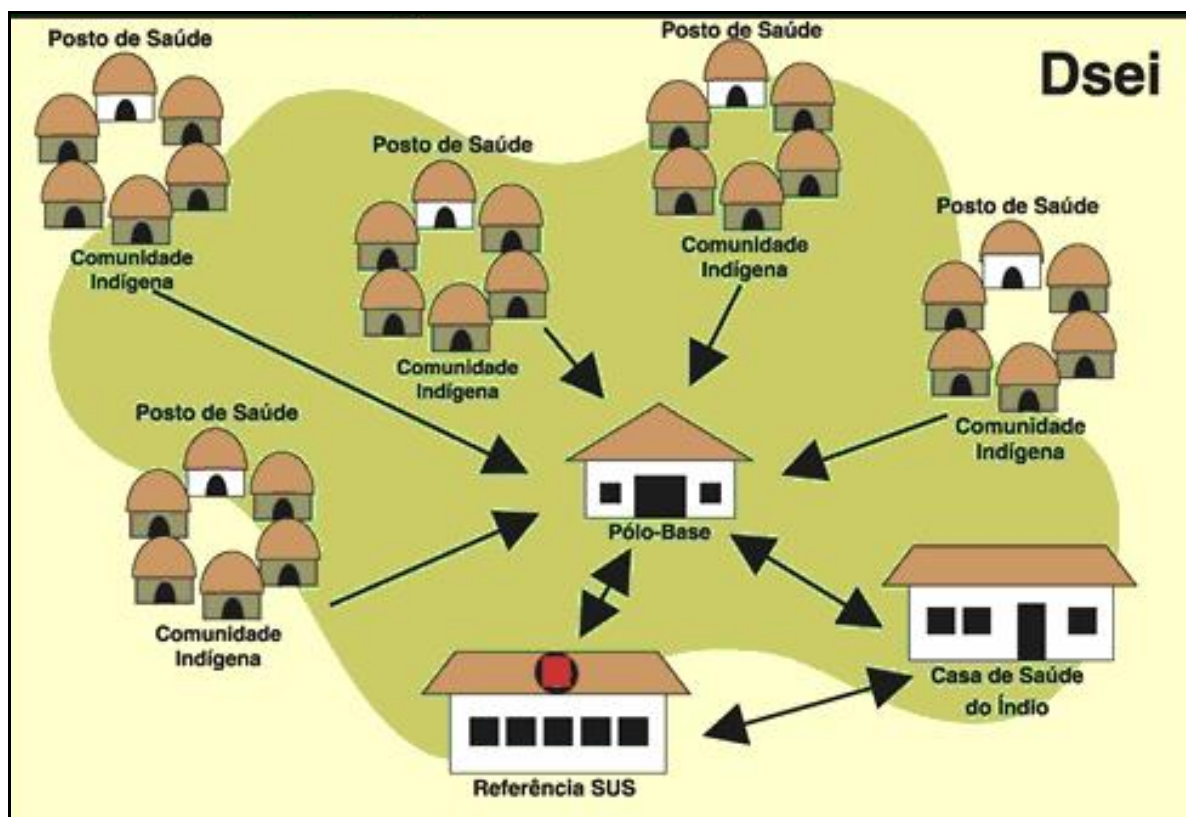 Posto de Saúde
Posto de Saúde
Dsei
Posto de Saúde
Posto de Saúde
Comunidade
Indígena
Comunidade
Indígena
Comunidade
Indígena
Posto de Saúde
Comunidade
Indígena
Pólo-Base
Comunidade
Indígena
Casa de Saúde
do Índio
Referência SUS